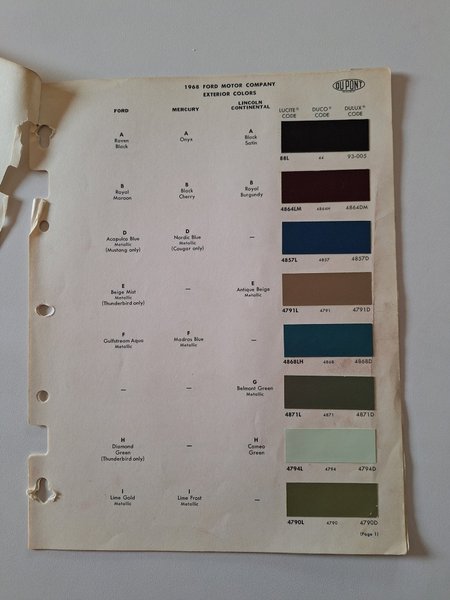 1968 FORD MOTOR COMPANY
EXTERIOR COLORS
DU PONT
FORD MERCURY LINCOLN CONTINENTAL LUCITE® CODE DUCO® CODE DULUX® CODE
A A A
Raven Black Onyx Black Satin
88L 44 93-005
B B B
Royal Maroon Black Cherry Royal Burgundy
4864LM 4864H 4864DM
D D —
Acapulco Blue Nordic Blue
Metallic Metallic
(Mustang only) (Cougar only)
4857L 4857 4857D
E — E
Beige Mist Antique Beige
Metallic Metallic
(Thunderbird only)
4791L 4791 4791D
F F —
Gulfstream Aqua Madras Blue
Metallic Metallic
4868LH 4868 4868D
— — G
Belmont Green
Metallic
4871L 4871 4871D
H — H
Diamond Green Cameo Green
(Thunderbird only)
4794L 4794 4794D
I I —
Lime Gold Lime Frost
Metallic Metallic
4790L 4790 4790D
(Page 1)